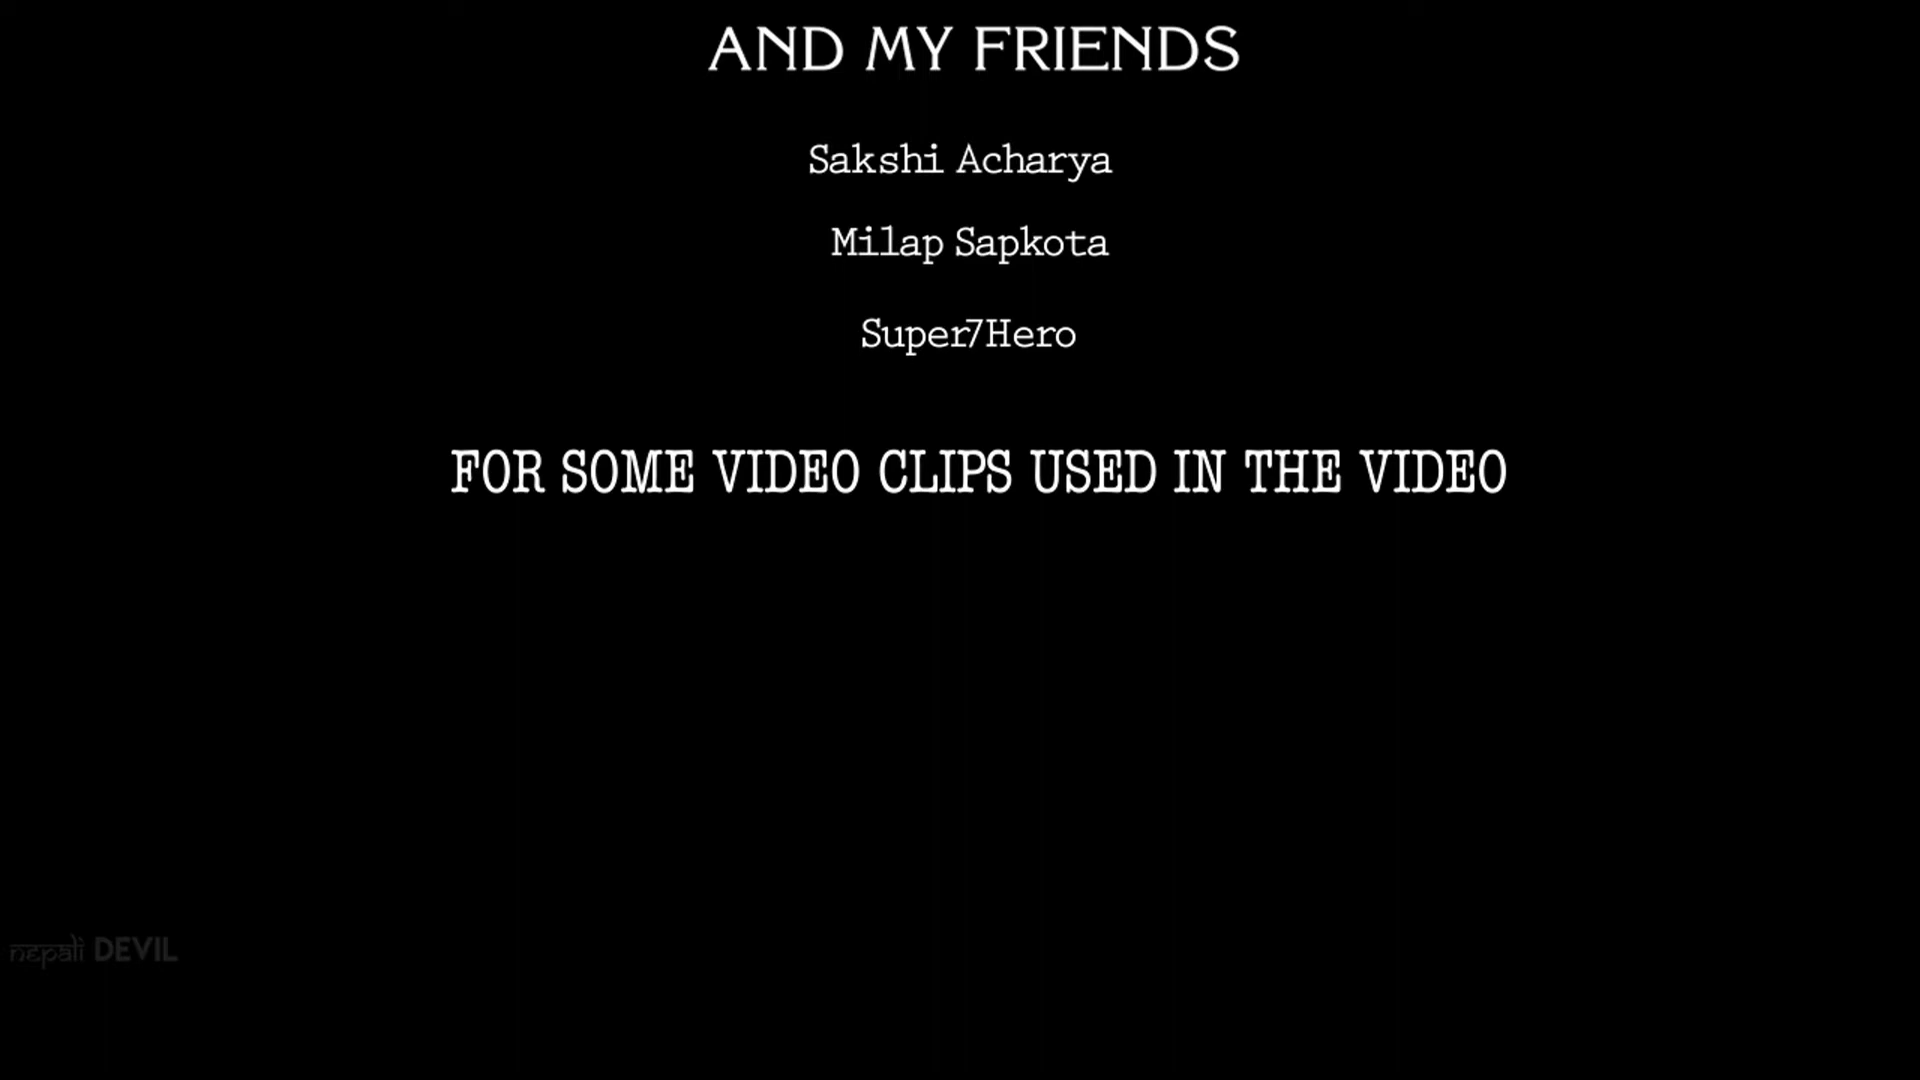 AND MY FRIENDS
Sakshi Acharya
Milap Sapkota
Super7Hero
FOR SOME VIDEO CLIPS USED IN THE VIDEO
nepali DEVIL